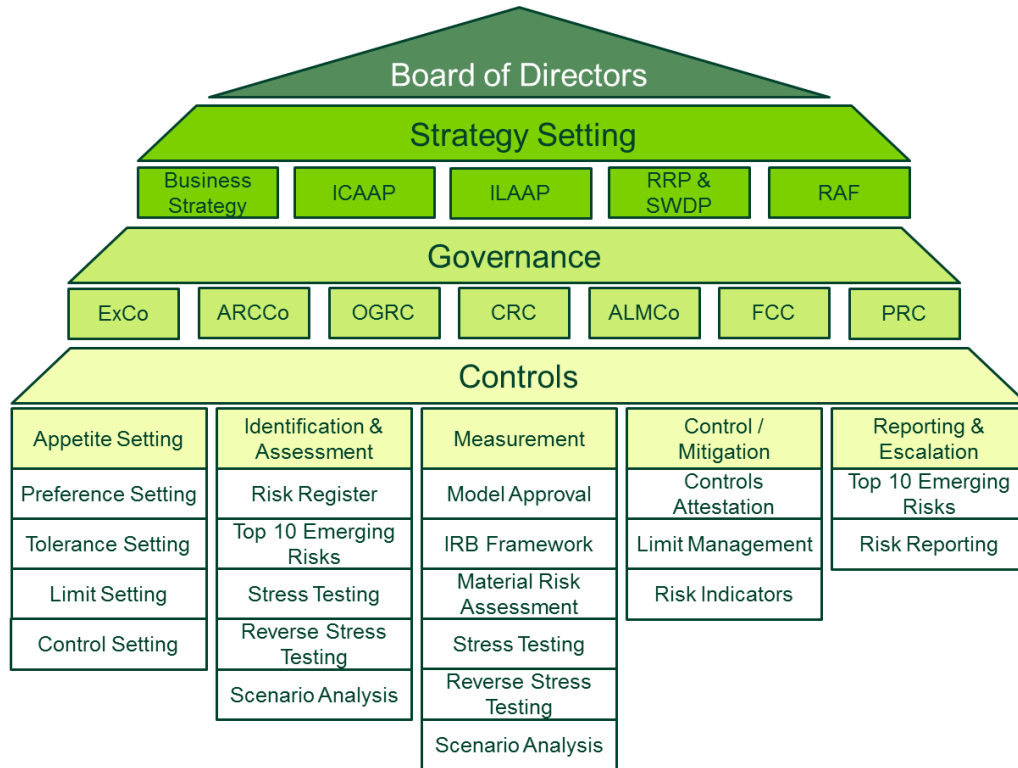 Board of Directors
Strategy Setting
Business
Strategy
ICAAP
ILAAP
RRP &
SWDP
RAF
Governance
ExCo
ARCCo
OGRC
CRC
ALMCo
FCC
PRC
Controls
Appetite Setting
Preference Setting
Tolerance Setting
Limit Setting
Control Setting
Identification &
Assessment
Risk Register
Top 10 Emerging
Risks
Stress Testing
Reverse Stress
Testing
Scenario Analysis
Measurement
Model Approval
IRB Framework
Material Risk
Assessment
Stress Testing
Reverse Stress
Testing
Scenario Analysis
Control /
Mitigation
Controls
Attestation
Limit Management
Risk Indicators
Reporting &
Escalation
Top 10 Emerging
Risks
Risk Reporting